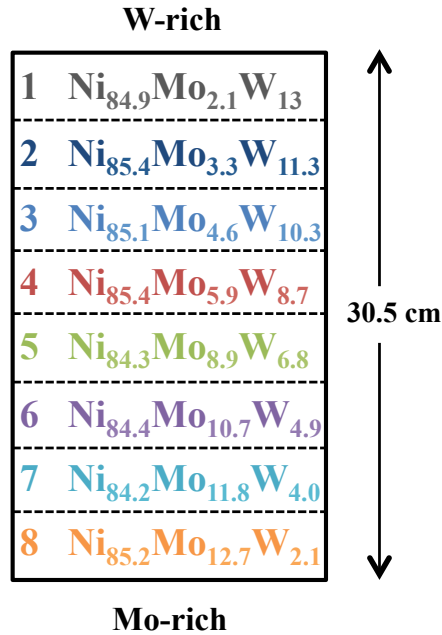 W-rich
1 Ni84.9Mo2.1W13
2 Ni85.4Mo3.3W11.3
3 Ni85.1Mo4.6W10.3
4 Ni85.4Mo5.9W8.7
5 Ni84.3Mo8.9W6.8
6 Ni84.4Mo10.7W4.9
7 Ni84.2Mo11.8W4.0
8 Ni85.2Mo12.7W2.1
30.5 cm
Mo-rich